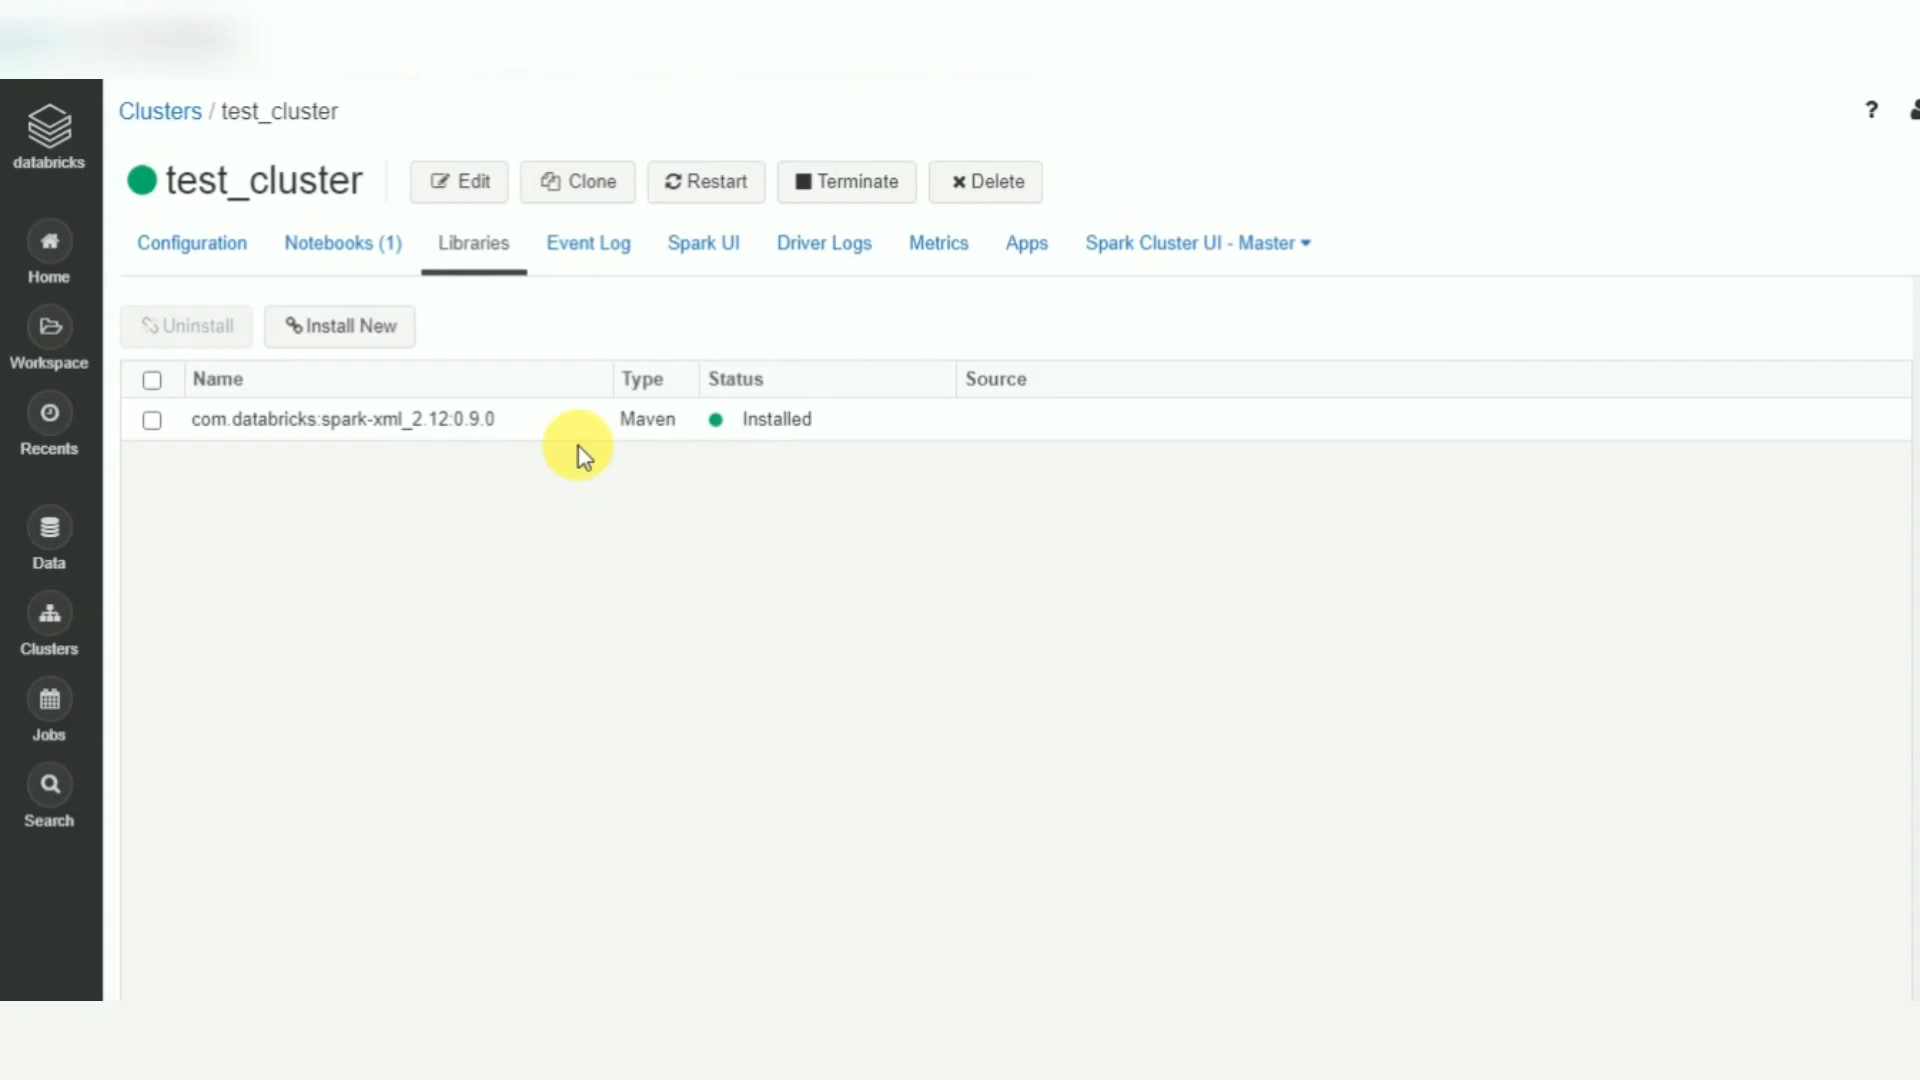 Clusters / test_cluster
?
databricks
test_cluster
Edit
Clone
Restart
Terminate
Delete
Configuration
Notebooks (1)
Libraries
Event Log
Spark UI
Driver Logs
Metrics
Apps
Spark Cluster UI - Master
Home
Workspace
Recents
Data
Clusters
Jobs
Search
Uninstall
Install New
Name Type Status Source
com.databricks:spark-xml_2.12:0.9.0 Maven Installed